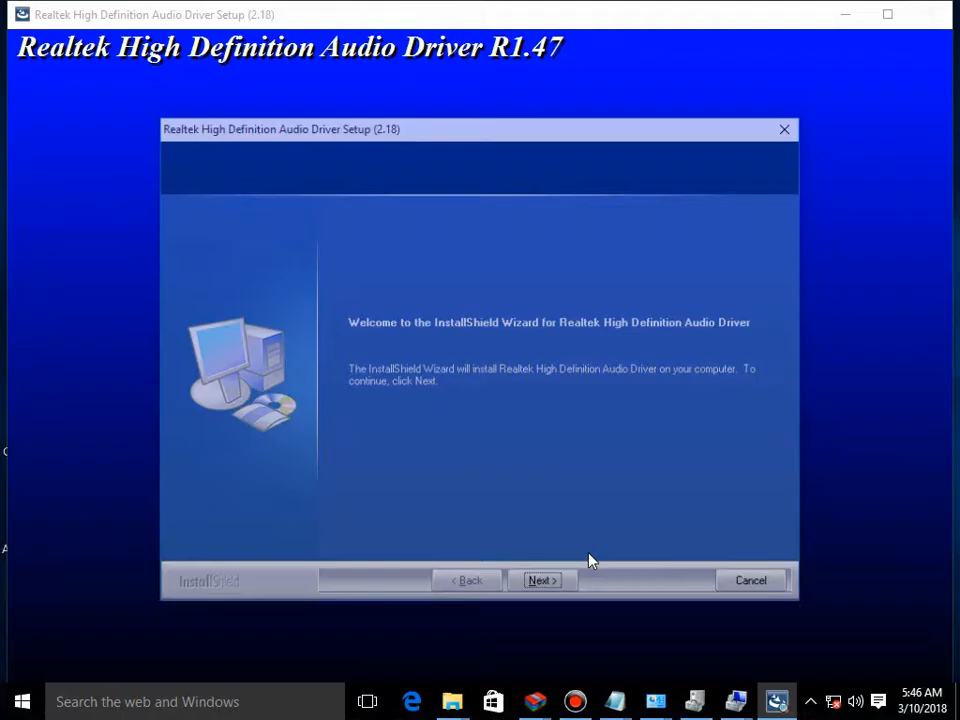 Realtek High Definition Audio Driver Setup (2.18)
Realtek High Definition Audio Driver R1.47
Realtek High Definition Audio Driver Setup (2.18)
Welcome to the InstallShield Wizard for Realtek High Definition Audio Driver
The InstallShield Wizard will install Realtek High Definition Audio Driver on your computer. To
continue, click Next.
InstallShield
< Back
Next >
Cancel
Search the web and Windows
5:46 AM
3/10/2018